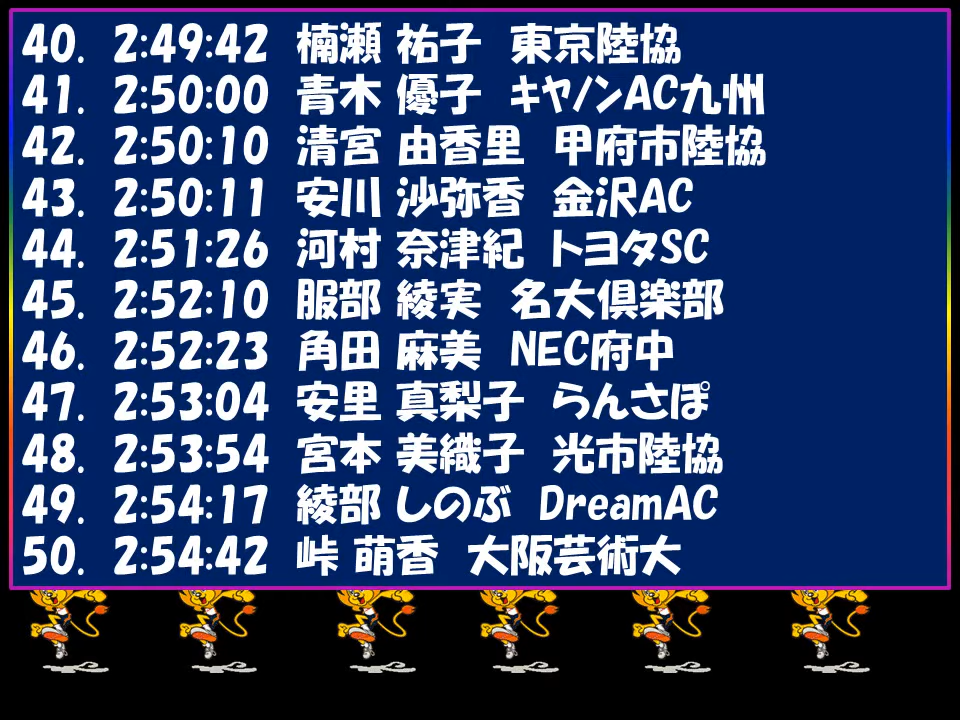 40. 2:49:42 楠瀬 祐子 東京陸協
41. 2:50:00 青木 優子 ｷﾔﾉﾝAC九州
42. 2:50:10 清宮 由香里 甲府市陸協
43. 2:50:11 安川 沙弥香 金沢AC
44. 2:51:26 河村 奈津紀 トヨタSC
45. 2:52:10 服部 綾実 名大倶楽部
46. 2:52:23 角田 麻美 NEC府中
47. 2:53:04 安里 真梨子 らんさぽ
48. 2:53:54 宮本 美織子 光市陸協
49. 2:54:17 綾部 しのぶ DreamAC
50. 2:54:42 峠 萌香 大阪芸術大